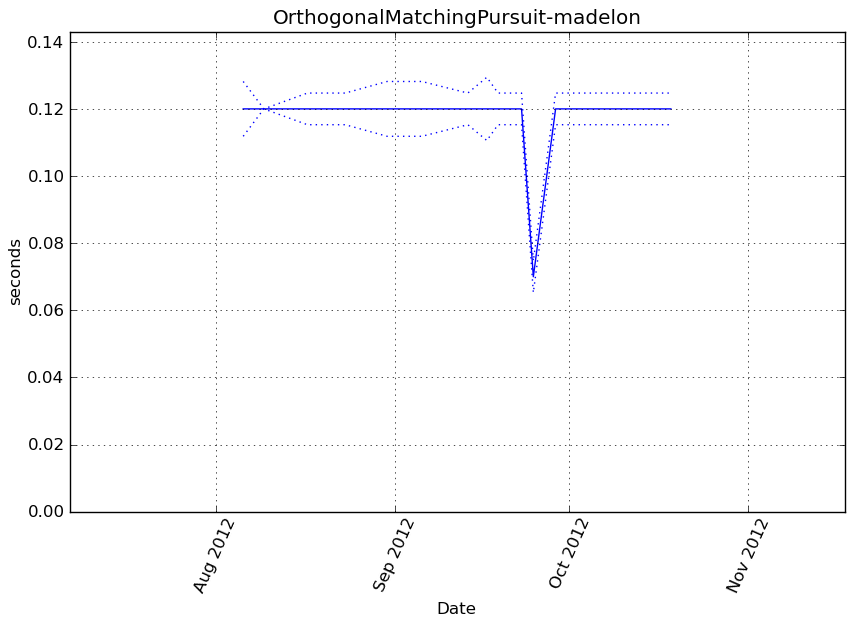 OrthogonalMatchingPursuit-madelon
0.14
0.12
0.10
0.08
0.06
0.04
0.02
0.00
seconds
Aug 2012
Sep 2012
Oct 2012
Nov 2012
Date